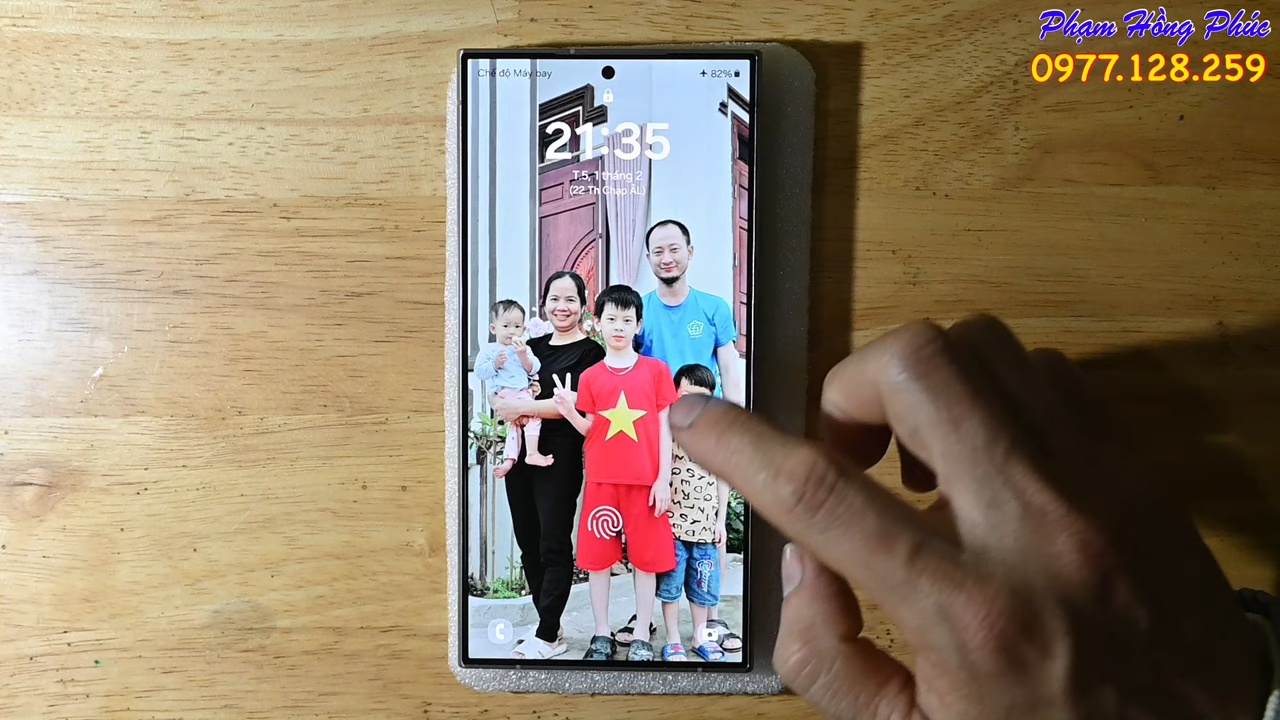 Phạm Hồng Phúc
0977.128.259
Chế độ Máy bay
82%
21:35
T.5, 1 tháng 2
(22 Th Chạp ÂL)